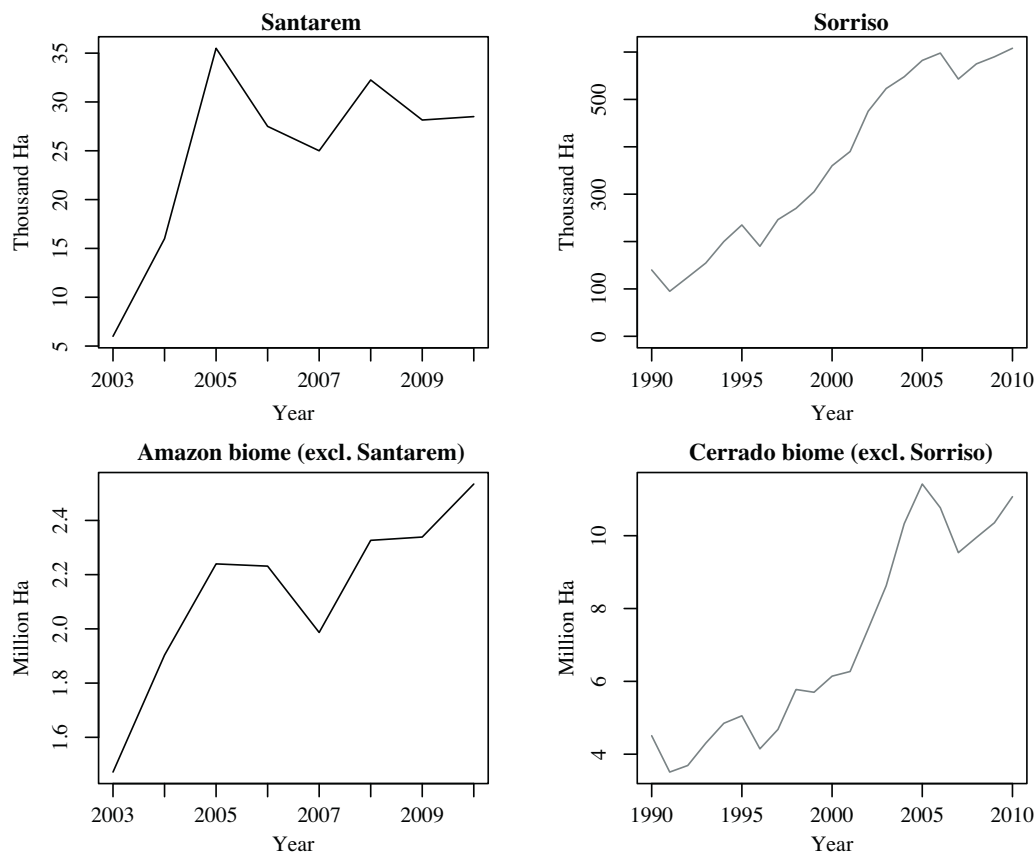 Santarem
Thousand Ha
35
30
25
20
15
10
5
2003 2005 2007 2009
Year
Sorriso
Thousand Ha
500
300
100
0
1990 1995 2000 2005 2010
Year
Amazon biome (excl. Santarem)
Million Ha
2.4
2.2
2.0
1.8
1.6
2003 2005 2007 2009
Year
Cerrado biome (excl. Sorriso)
Million Ha
10
8
6
4
1990 1995 2000 2005 2010
Year